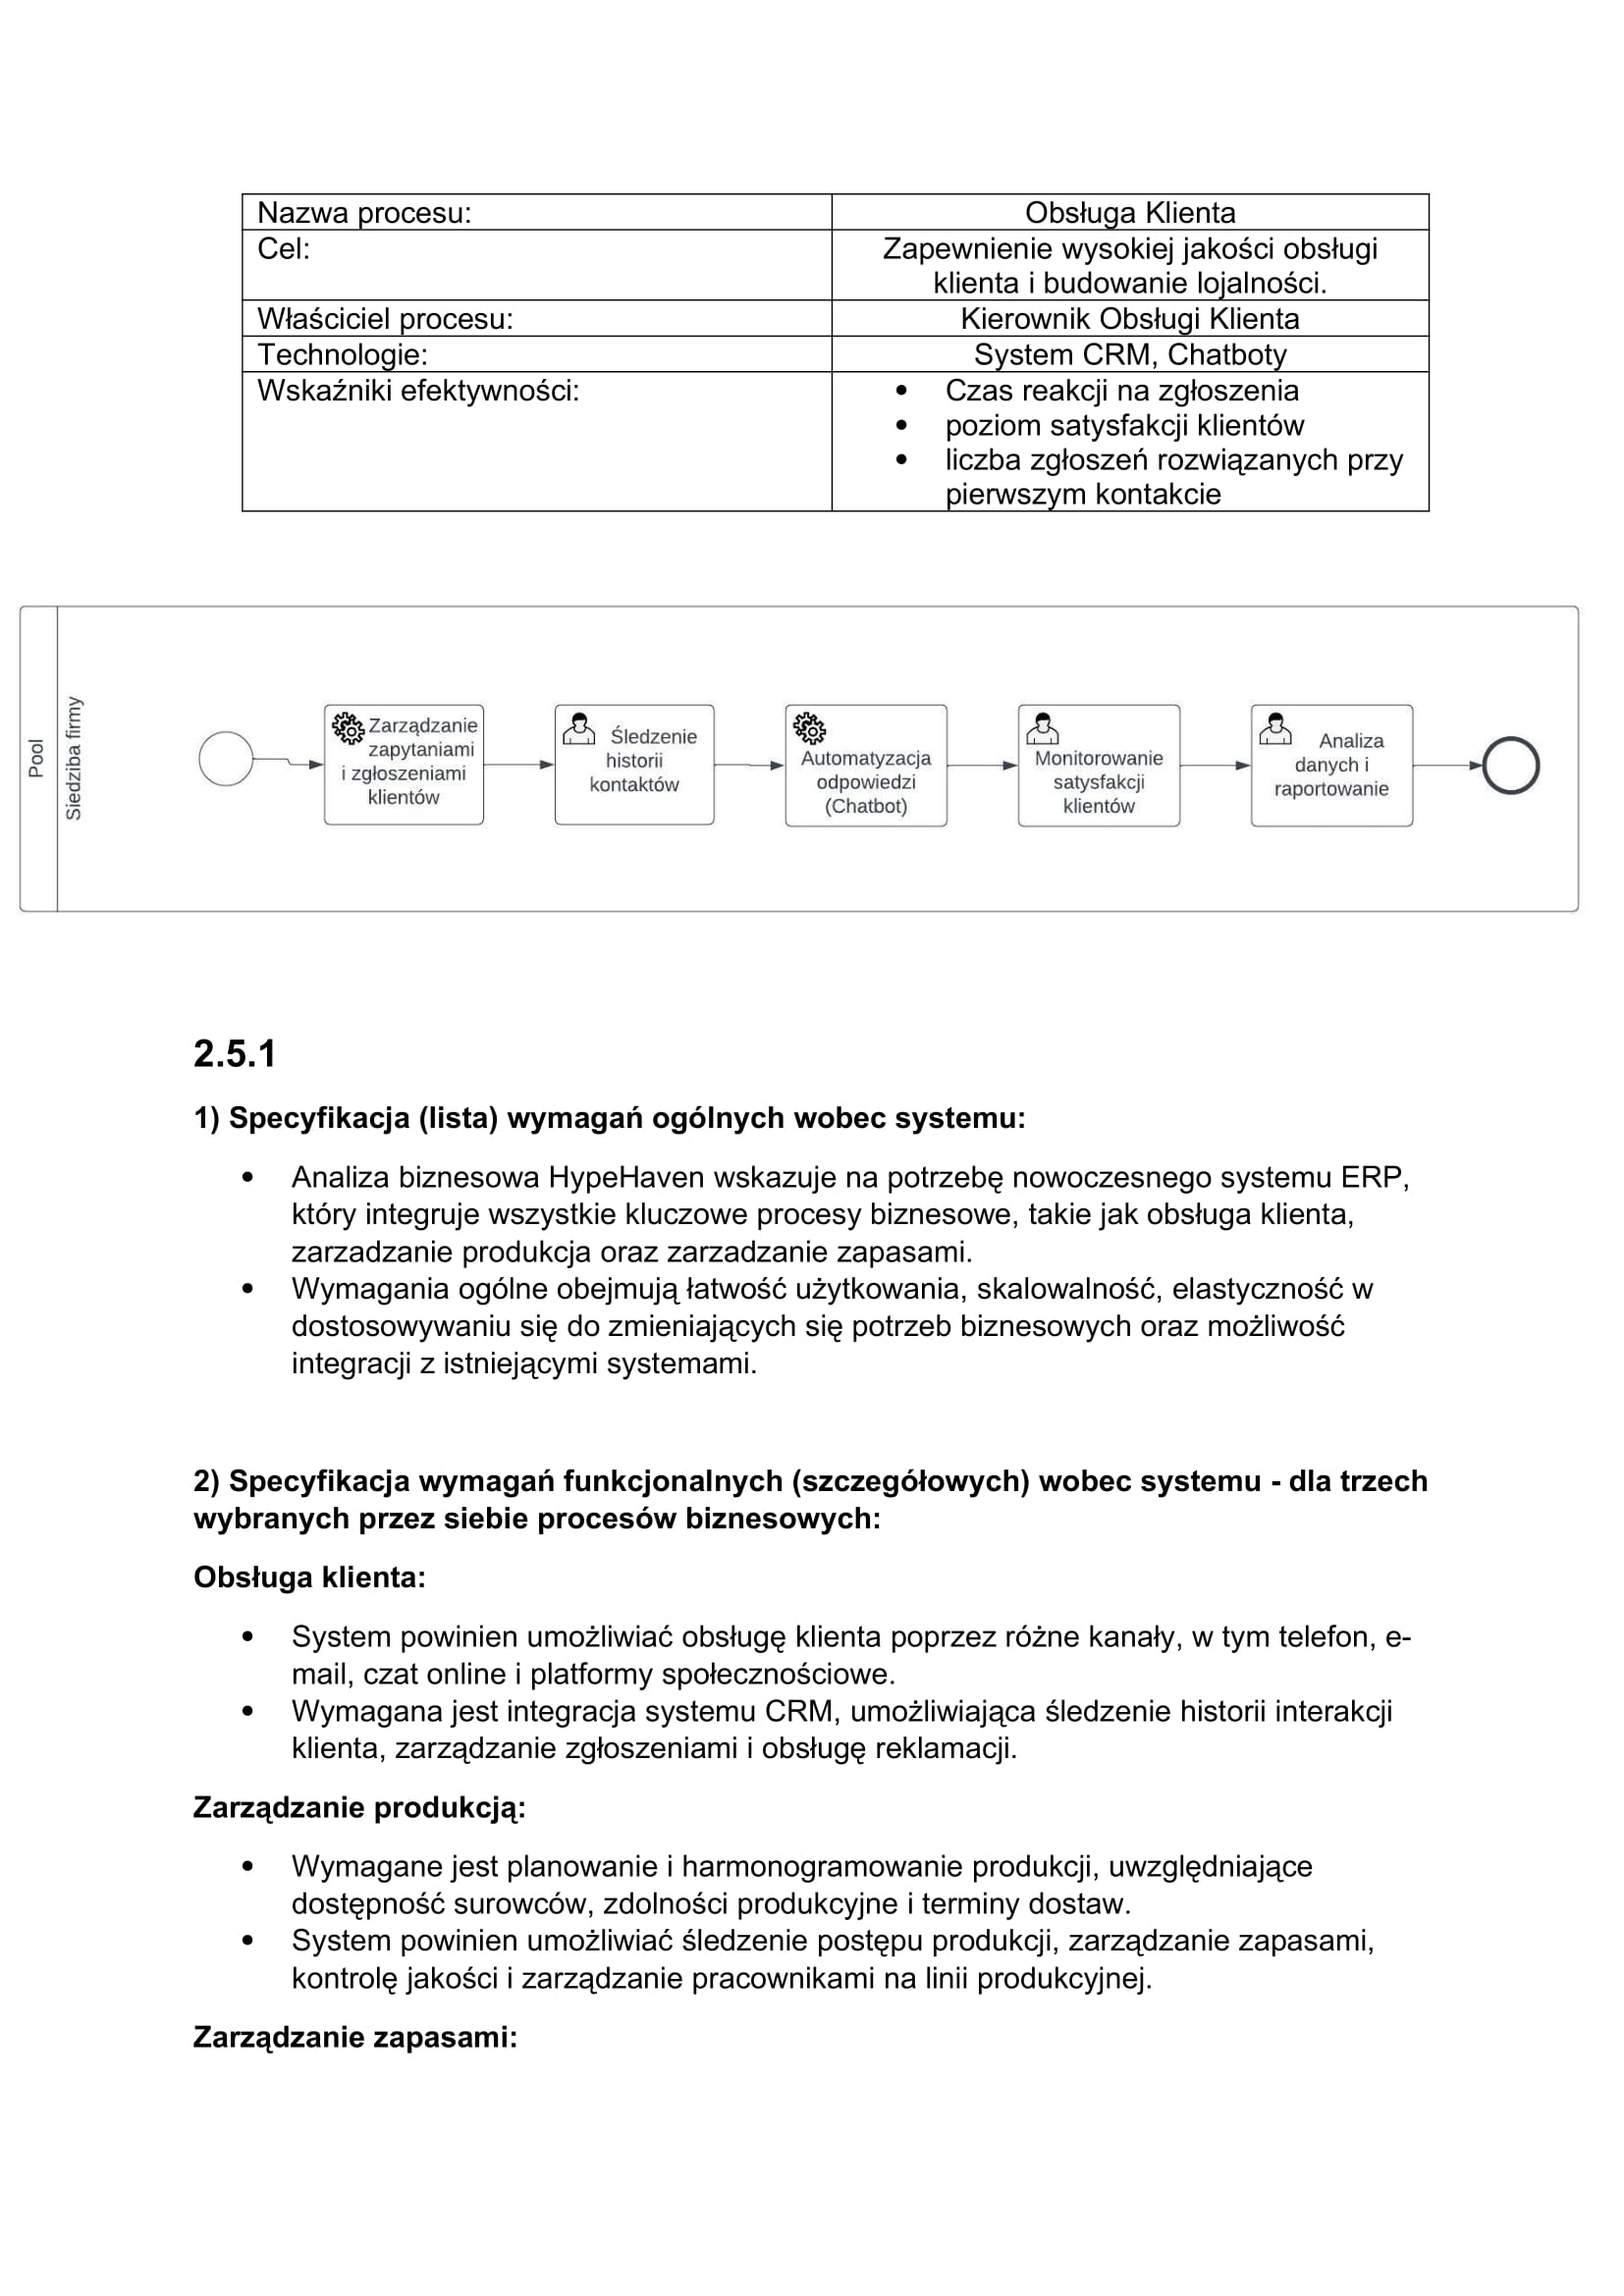 Nazwa procesu:
Obsługa Klienta
Cel:
Zapewnienie wysokiej jakości obsługi
klienta i budowanie lojalności.
Właściciel procesu:
Kierownik Obsługi Klienta
Technologie:
System CRM, Chatboty
Wskaźniki efektywności:
• Czas reakcji na zgłoszenia
• poziom satysfakcji klientów
• liczba zgłoszeń rozwiązanych przy
pierwszym kontakcie
Pool
Siedziba firmy
Zarządzanie
zapytaniami
i zgłoszeniami
klientów
Śledzenie
historii
kontaktów
Automatyzacja
odpowiedzi
(Chatbot)
Monitorowanie
satysfakcji
klientów
Analiza
danych i
raportowanie
2.5.1
1) Specyfikacja (lista) wymagań ogólnych wobec systemu:
• Analiza biznesowa HypeHaven wskazuje na potrzebę nowoczesnego systemu ERP,
który integruje wszystkie kluczowe procesy biznesowe, takie jak obsługa klienta,
zarzadzanie produkcja oraz zarzadzanie zapasami.
• Wymagania ogólne obejmują łatwość użytkowania, skalowalność, elastyczność w
dostosowywaniu się do zmieniających się potrzeb biznesowych oraz możliwość
integracji z istniejącymi systemami.
2) Specyfikacja wymagań funkcjonalnych (szczegółowych) wobec systemu - dla trzech
wybranych przez siebie procesów biznesowych:
Obsługa klienta:
• System powinien umożliwiać obsługę klienta poprzez różne kanały, w tym telefon, e-
mail, czat online i platformy społecznościowe.
• Wymagana jest integracja systemu CRM, umożliwiająca śledzenie historii interakcji
klienta, zarządzanie zgłoszeniami i obsługę reklamacji.
Zarządzanie produkcją:
• Wymagane jest planowanie i harmonogramowanie produkcji, uwzględniające
dostępność surowców, zdolności produkcyjne i terminy dostaw.
• System powinien umożliwiać śledzenie postępu produkcji, zarządzanie zapasami,
kontrolę jakości i zarządzanie pracownikami na linii produkcyjnej.
Zarządzanie zapasami: